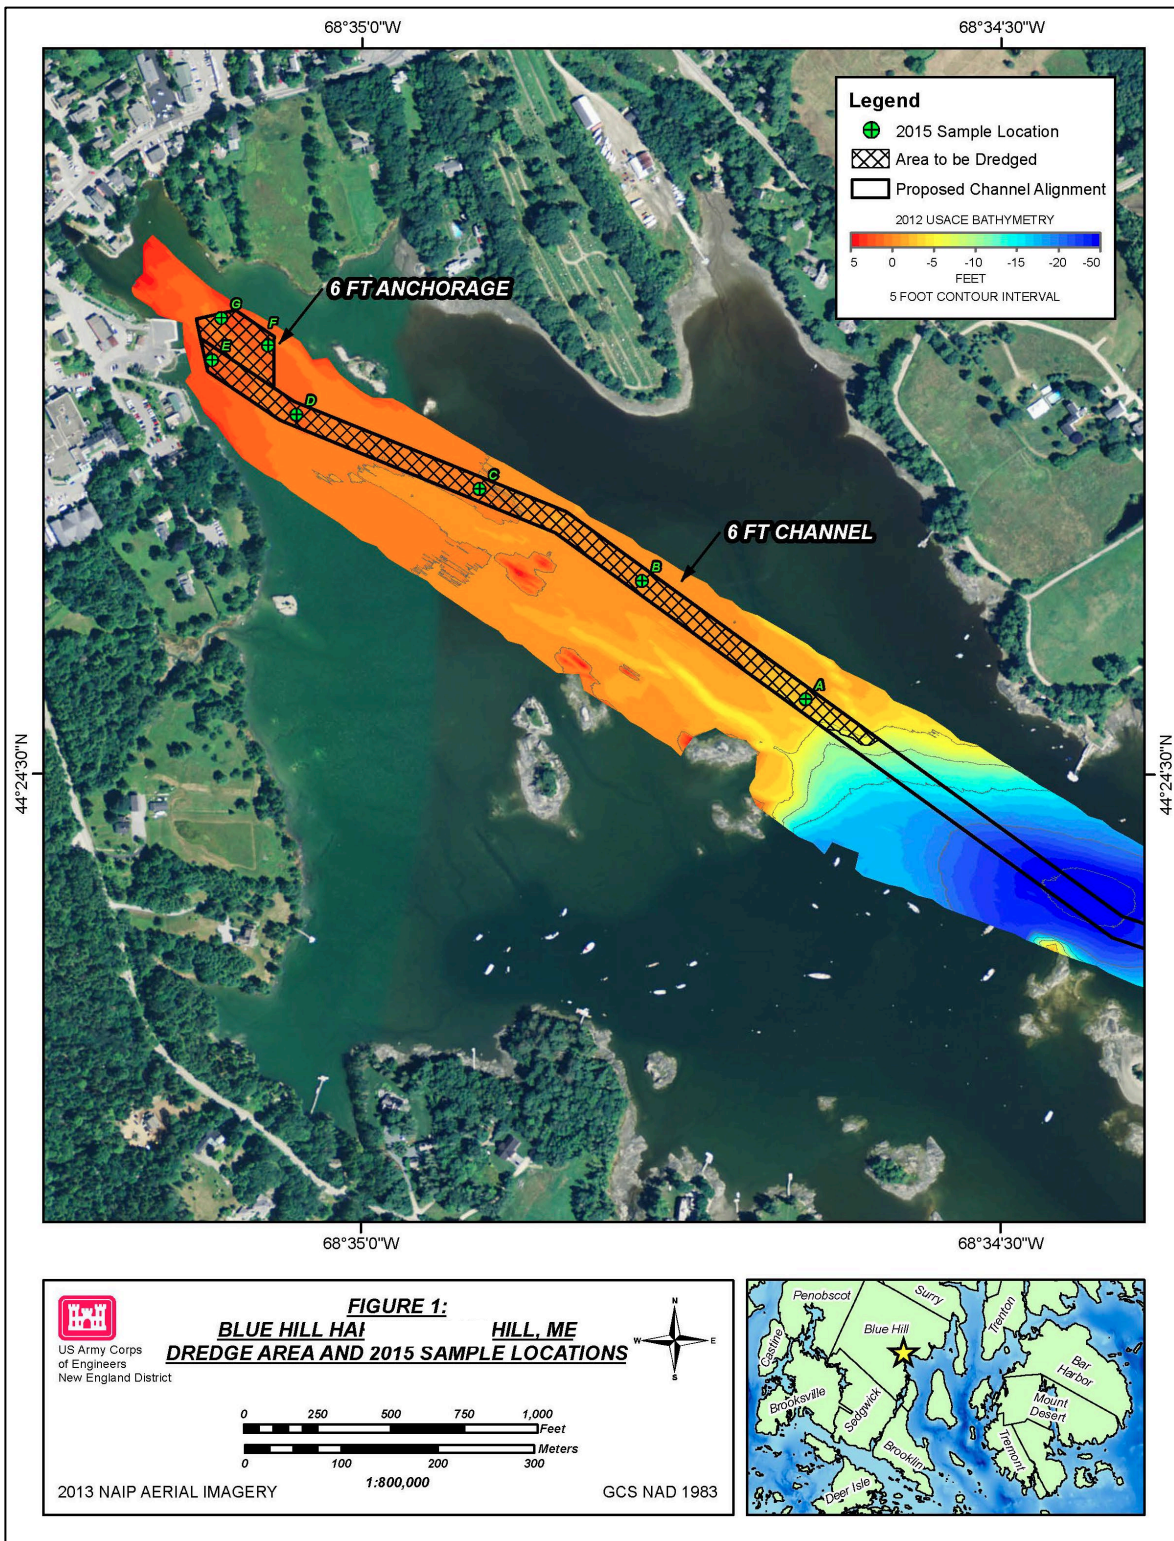 68°35'0"W
68°34'30"W
Legend
2015 Sample Location
Area to be Dredged
Proposed Channel Alignment
2012 USACE BATHYMETRY
5 0 -5 -10 -15 -20 -50
FEET
5 FOOT CONTOUR INTERVAL
6 FT ANCHORAGE
G
F
E
D
C
6 FT CHANNEL
B
A
44°24'30"N
44°24'30"N
68°35'0"W
68°34'30"W
US Army Corps
of Engineers
New England District
FIGURE 1:
BLUE HILL HAR HILL, ME
DREDGE AREA AND 2015 SAMPLE LOCATIONS
N
W
E
S
0 250 500 750 1,000
Feet
Meters
0 100 200 300
1:800,000
2013 NAIP AERIAL IMAGERY
GCS NAD 1983
Penobscot
Surry
Trenton
Blue Hill
Castine
Bar
Harbor
Brooksville
Sedgwick
Mount
Desert
Tremont
Brooklin
Deer Isle